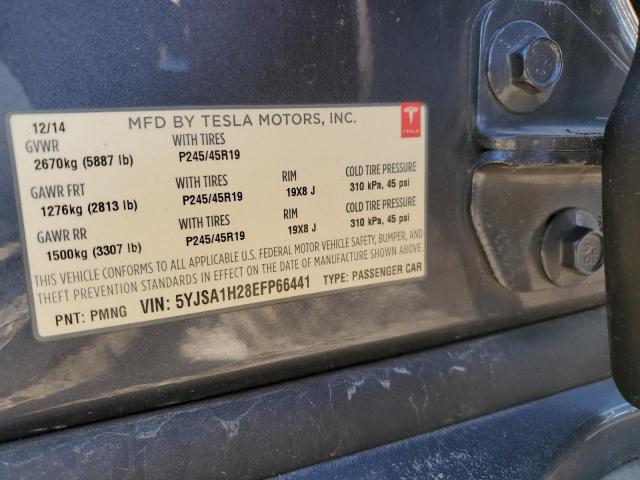 12/14 MFD BY TESLA MOTORS, INC.
TESLA
GVWR WITH TIRES
2670kg (5887 lb) P245/45R19
GAWR FRT WITH TIRES RIM COLD TIRE PRESSURE
1276kg (2813 lb) P245/45R19 19X8 J 310 kPa, 45 psi
GAWR RR WITH TIRES RIM COLD TIRE PRESSURE
1500kg (3307 lb) P245/45R19 19X8 J 310 kPa, 45 psi
THIS VEHICLE CONFORMS TO ALL APPLICABLE U.S. FEDERAL MOTOR VEHICLE SAFETY, BUMPER, AND
THEFT PREVENTION STANDARDS IN EFFECT ON THE DATE OF MANUFACTURE SHOWN ABOVE.
PNT: PMNG VIN: 5YJSA1H28EFP66441 TYPE: PASSENGER CAR